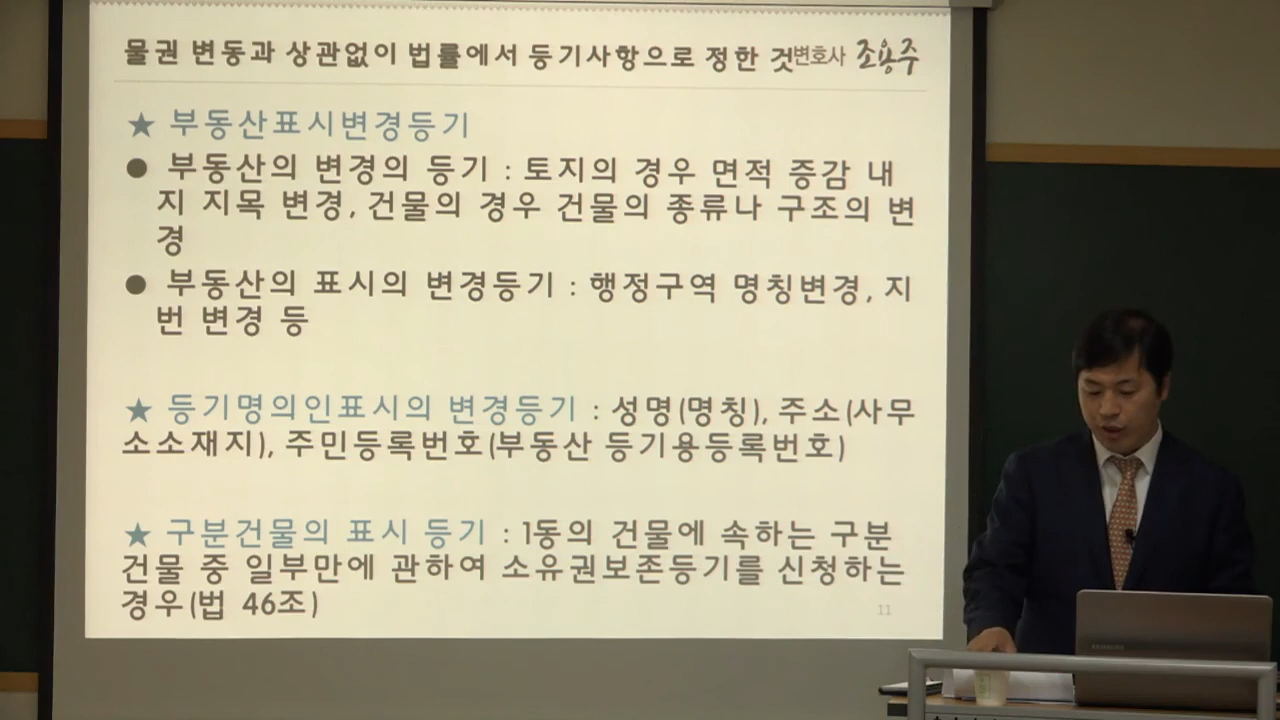 물권 변동과 상관없이 법률에서 등기사항으로 정한 것변호사 조용주
★ 부동산표시변경등기
● 부동산의 변경의 등기 : 토지의 경우 면적 증감 내
지 지목 변경, 건물의 경우 건물의 종류나 구조의 변
경
● 부동산의 표시의 변경등기 : 행정구역 명칭변경, 지
번 변경 등
★ 등기명의인표시의 변경등기 : 성명(명칭), 주소(사무
소소재지), 주민등록번호(부동산 등기용등록번호)
★ 구분건물의 표시 등기 : 1동의 건물에 속하는 구분
건물 중 일부만에 관하여 소유권보존등기를 신청하는
경우(법 46조)
11
SAMSUNG